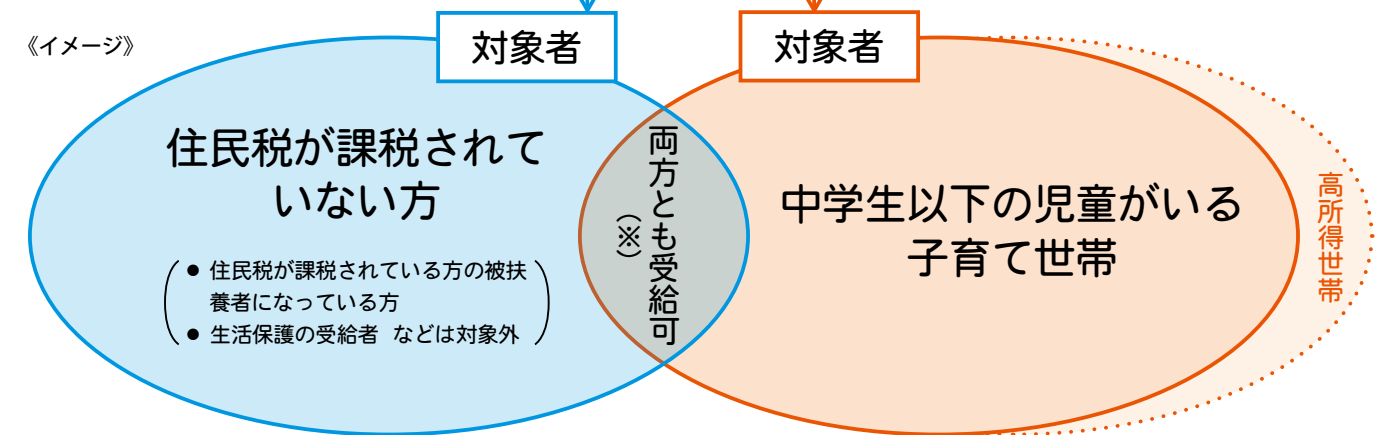 《イメージ》
対象者
対象者
住民税が課税されて
いない方
● 住民税が課税されている方の被扶
養者になっている方
● 生活保護の受給者 などは対象外
両方とも受給可
（※）
中学生以下の児童がいる
子育て世帯
高所得世帯